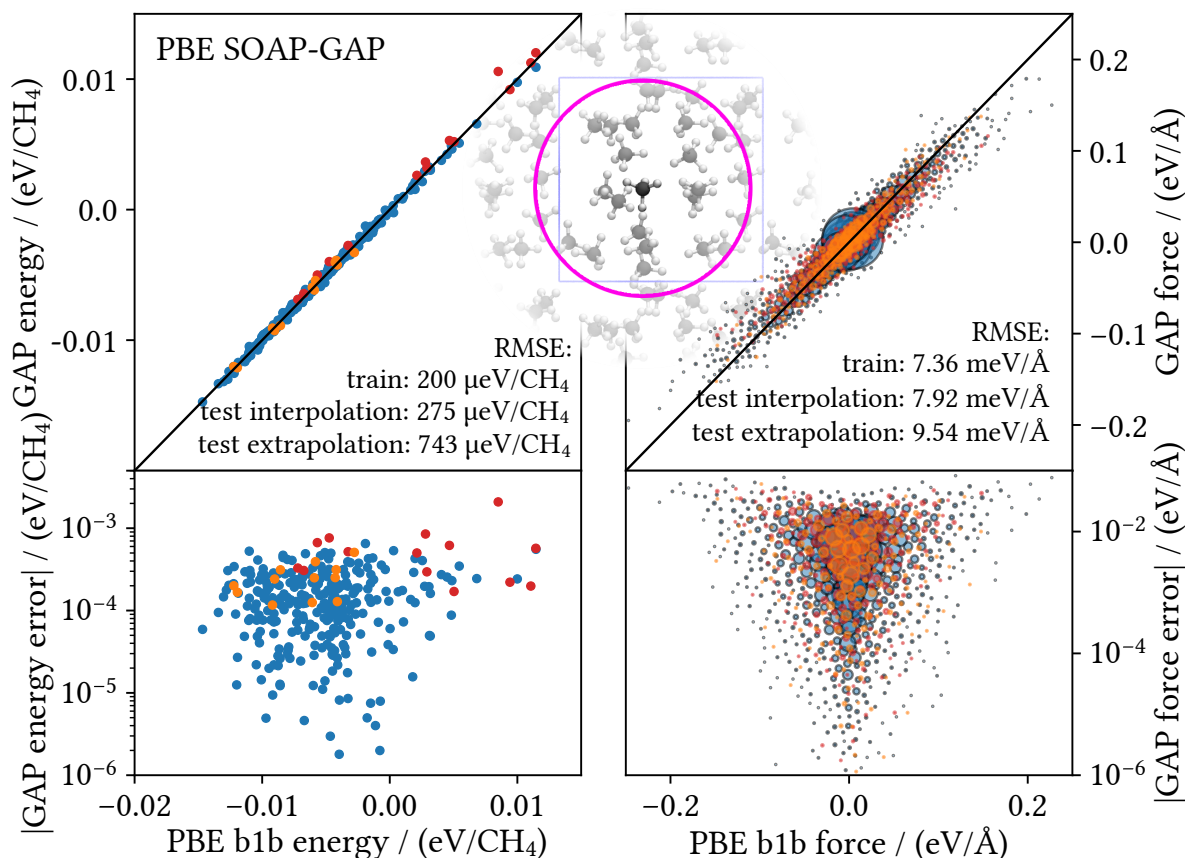 PBE SOAP-GAP
0.01
0.0
-0.01
GAP energy / (eV/CH₄)
RMSE:
train: 200 µeV/CH₄
test interpolation: 275 µeV/CH₄
test extrapolation: 743 µeV/CH₄
0.2
0.1
0.0
−0.1
−0.2
GAP force / (eV/Å)
RMSE:
train: 7.36 meV/Å
test interpolation: 7.92 meV/Å
test extrapolation: 9.54 meV/Å
10⁻³
10⁻⁴
10⁻⁵
10⁻⁶
|GAP energy error| / (eV/CH₄)
−0.02
−0.01
0.00
0.01
PBE b1b energy / (eV/CH₄)
10⁻²
10⁻⁴
10⁻⁶
|GAP force error| / (eV/Å)
−0.2
0.0
0.2
PBE b1b force / (eV/Å)